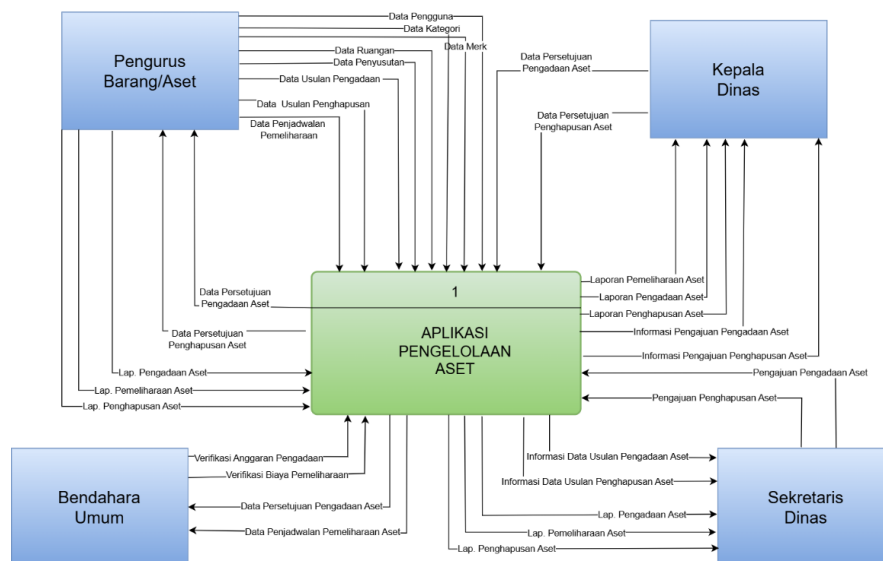 Data Pengguna
Data Kategori
Data Merk
Data Ruangan
Data Penyusutan
Data Usulan Pengadaan
Data  Usulan Penghapusan
Data Penjadwalan
Pemeliharaan
Pengurus
Barang/Aset
Data Persetujuan
Pengadaan Aset
Data Persetujuan
Penghapusan Aset
Kepala
Dinas
Data Persetujuan
Pengadaan Aset
Data Persetujuan
Penghapusan Aset
Lap. Pengadaan Aset
Lap. Pemeliharaan Aset
Lap. Penghapusan Aset
1
APLIKASI
PENGELOLAAN
ASET
Laporan Pemeliharaan Aset
Laporan Pengadaan Aset
Laporan Penghapusan Aset
Informasi Pengajuan Pengadaan Aset
Informasi Pengajuan Penghapusan Aset
Pengajuan Pengadaan Aset
Pengajuan Penghapusan Aset
Verifikasi Anggaran Pengadaan
Verifikasi Biaya Pemeliharaan
Data Persetujuan Pengadaan Aset
Data Penjadwalan Pemeliharaan Aset
Bendahara
Umum
Informasi Data Usulan Pengadaan Aset
Informasi Data Usulan Penghapusan Aset
Lap. Pengadaan Aset
Lap. Pemeliharaan Aset
Lap. Penghapusan Aset
Sekretaris
Dinas